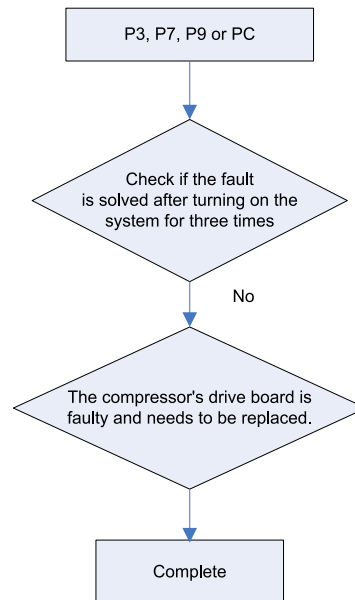 P3, P7, P9 or PC
Check if the fault
is solved after turning on the
system for three times
No
The compressor's drive board is
faulty and needs to be replaced.
Complete